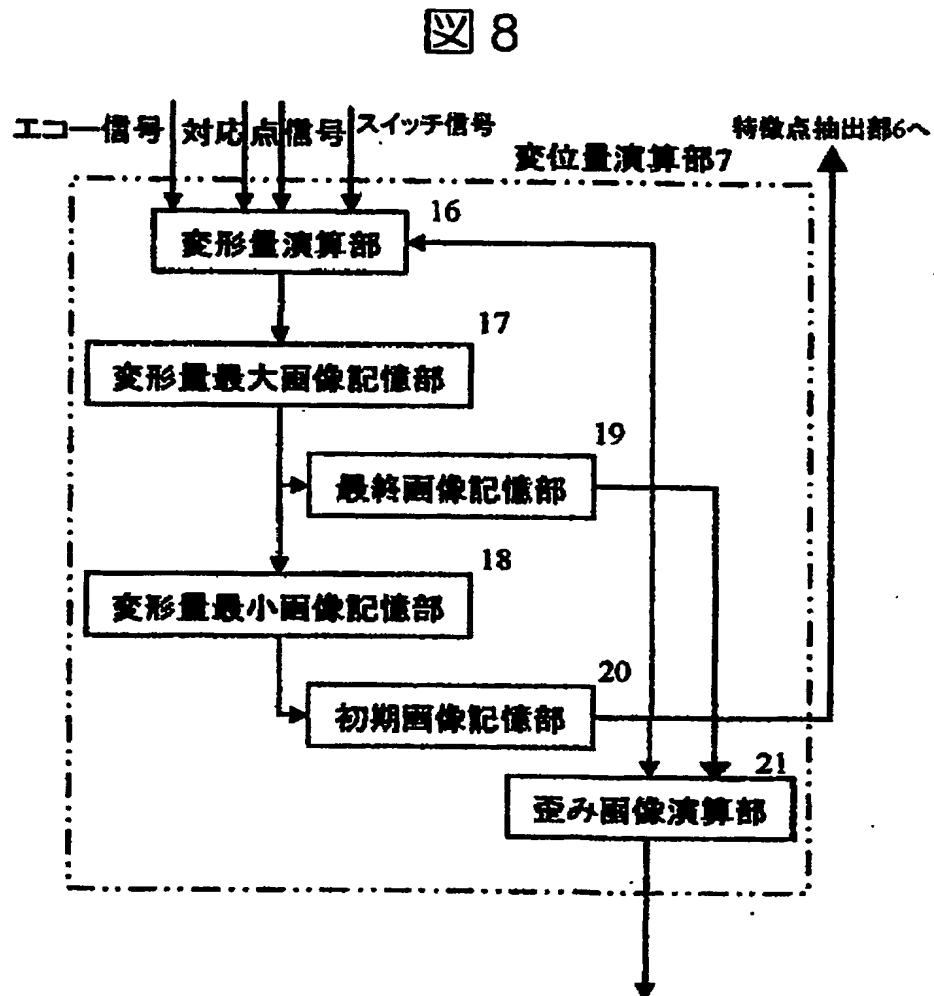 図8
エコー信号 対応点信号 スイッチ信号
特徴点抽出部6へ
変位量演算部7
16
変形量演算部
17
変形量最大画像記憶部
19
最終画像記憶部
18
変形量最小画像記憶部
20
初期画像記憶部
21
歪み画像演算部